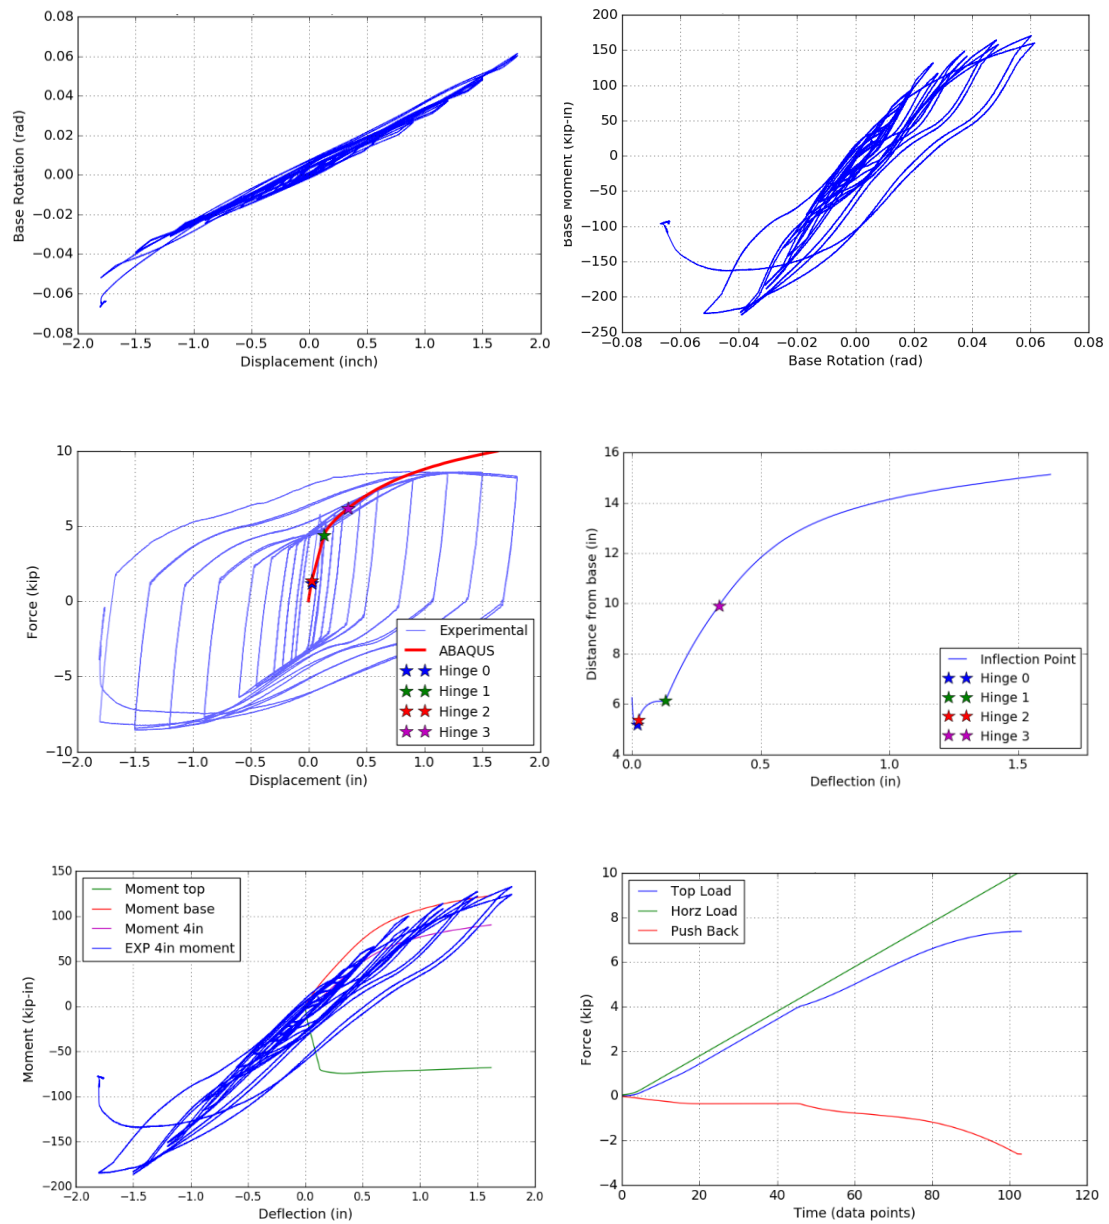 0.08
0.06
0.04
0.02
0.00
−0.02
−0.04
−0.06
−0.08
Base Rotation (rad)
−2.0 −1.5 −1.0 −0.5 0.0 0.5 1.0 1.5 2.0
Displacement (inch)
200
150
100
50
0
−50
−100
−150
−200
−250
Base Moment (kip-in)
−0.08 −0.06 −0.04 −0.02 0.00 0.02 0.04 0.06 0.08
Base Rotation (rad)
10
5
0
−5
−10
Force (kip)
Experimental
ABAQUS
Hinge 0
Hinge 1
Hinge 2
Hinge 3
−2.0 −1.5 −1.0 −0.5 0.0 0.5 1.0 1.5 2.0
Displacement (in)
16
14
12
10
8
6
4
Distance from base (in)
Inflection Point
Hinge 0
Hinge 1
Hinge 2
Hinge 3
0.0 0.5 1.0 1.5
Deflection (in)
150
100
50
0
−50
−100
−150
−200
Moment (kip-in)
Moment top
Moment base
Moment 4in
EXP 4in moment
−2.0 −1.5 −1.0 −0.5 0.0 0.5 1.0 1.5 2.0
Deflection (in)
10
8
6
4
2
0
−2
−4
Force (kip)
Top Load
Horz Load
Push Back
0 20 40 60 80 100 120
Time (data points)